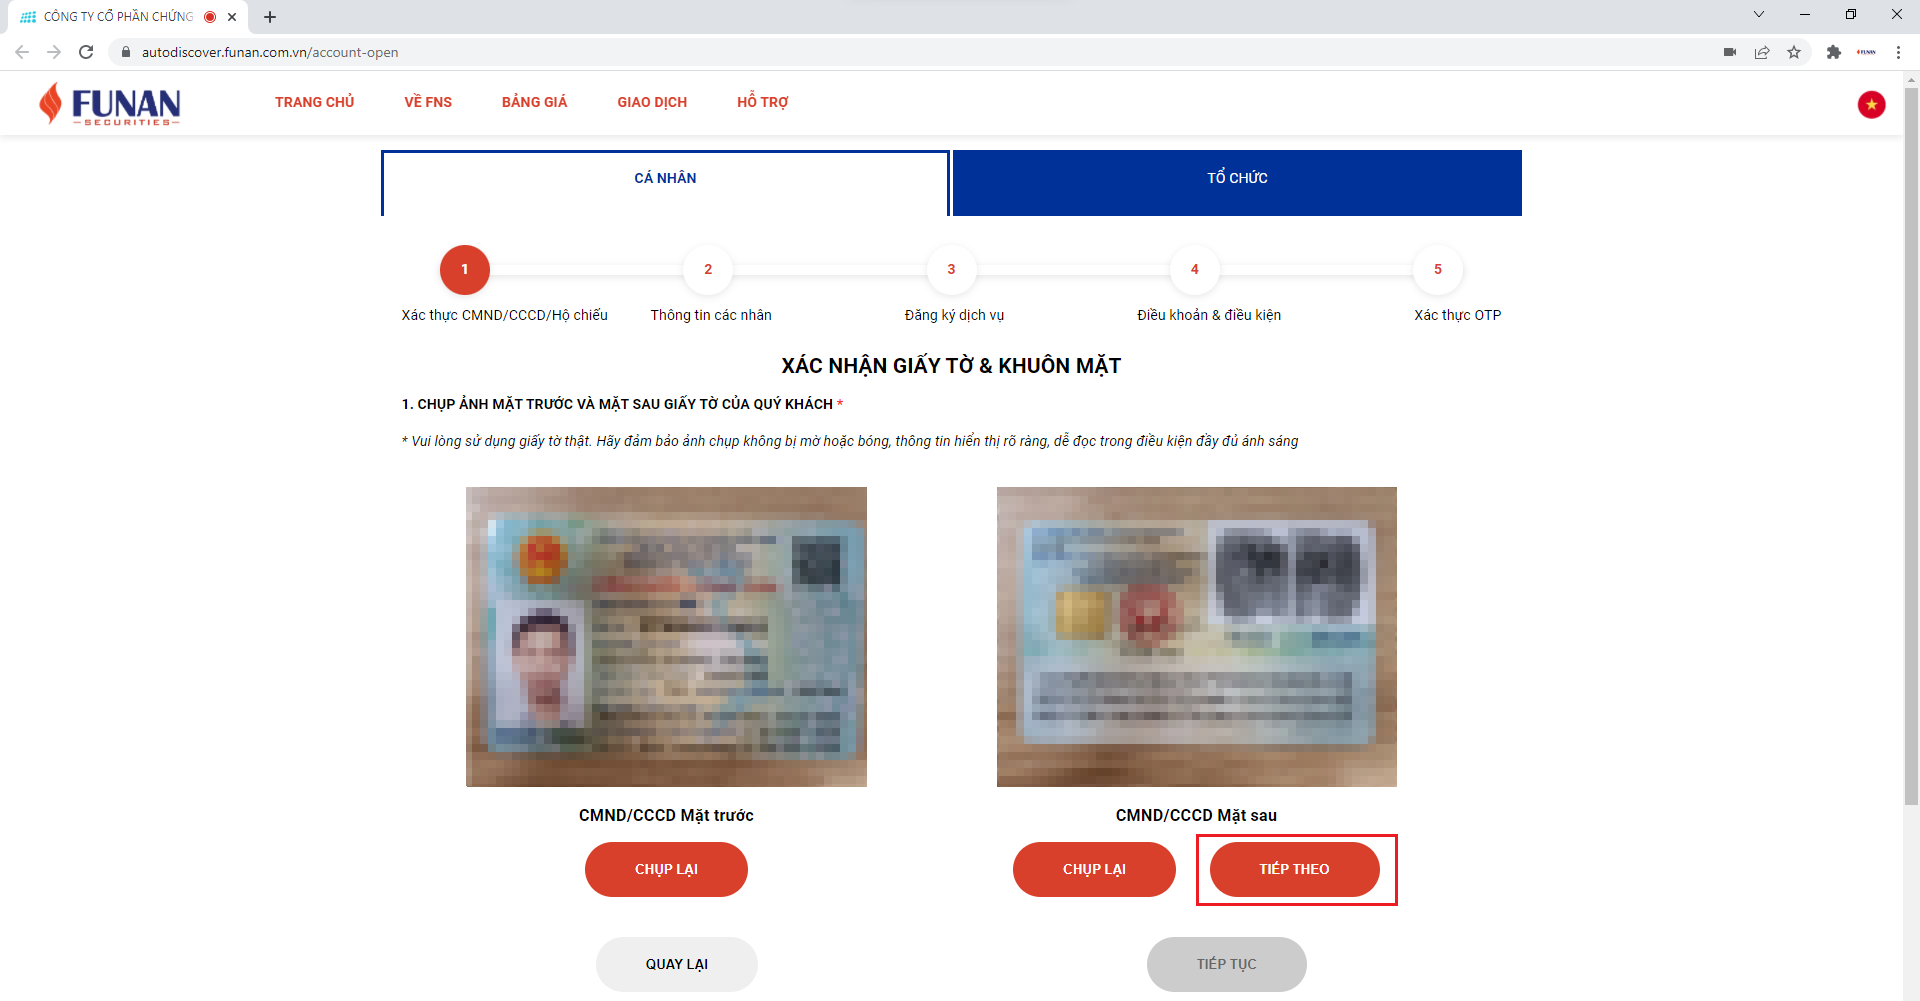 CÔNG TY CỔ PHẦN CHỨNG
autodiscover.funan.com.vn/account-open
FUNAN
FUNAN
SECURITIES
TRANG CHỦ
VỀ FNS
BẢNG GIÁ
GIAO DỊCH
HỖ TRỢ
CÁ NHÂN
TỔ CHỨC
1
2
3
4
5
Xác thực CMND/CCCD/Hộ chiếu
Thông tin các nhân
Đăng ký dịch vụ
Điều khoản & điều kiện
Xác thực OTP
XÁC NHẬN GIẤY TỜ & KHUÔN MẶT
1. CHỤP ẢNH MẶT TRƯỚC VÀ MẶT SAU GIẤY TỜ CỦA QUÝ KHÁCH *
* Vui lòng sử dụng giấy tờ thật. Hãy đảm bảo ảnh chụp không bị mờ hoặc bóng, thông tin hiển thị rõ ràng, dễ đọc trong điều kiện đầy đủ ánh sáng
CMND/CCCD Mặt trước
CMND/CCCD Mặt sau
CHỤP LẠI
CHỤP LẠI
TIẾP THEO
QUAY LẠI
TIẾP TỤC